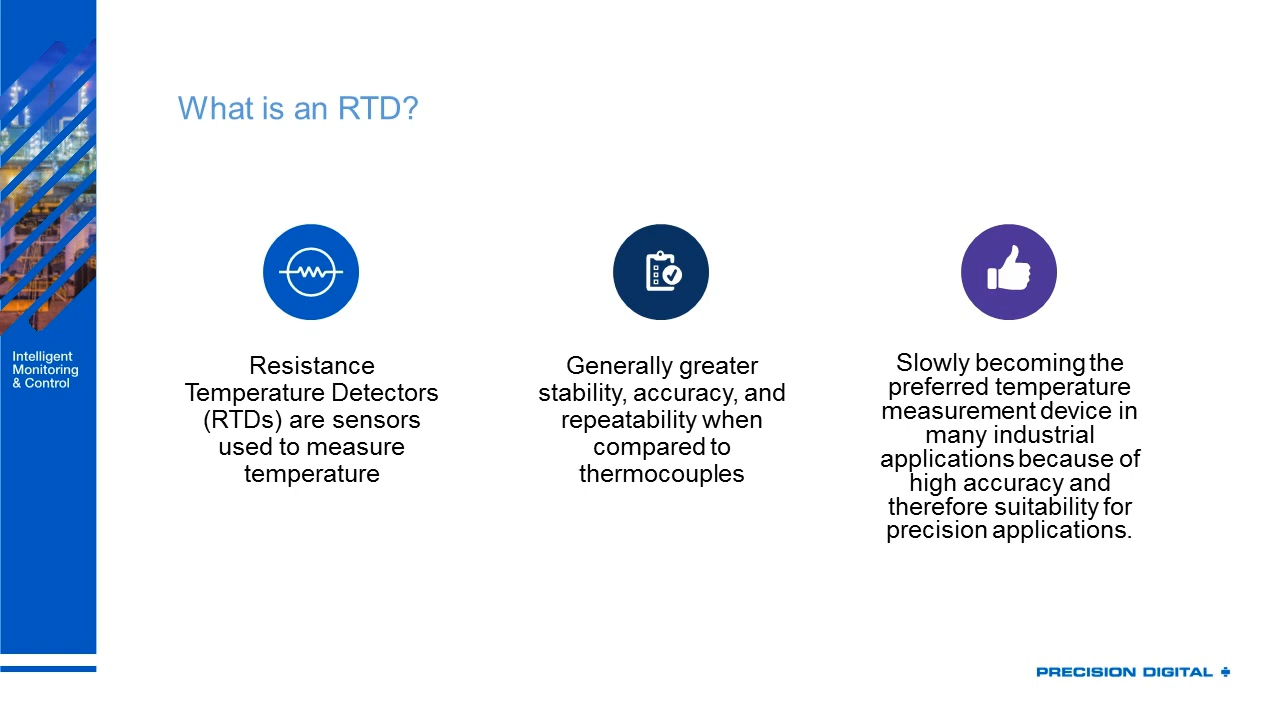 What is an RTD?
Intelligent
Monitoring
& Control
Resistance
Temperature Detectors
(RTDs) are sensors
used to measure
temperature
Generally greater
stability, accuracy, and
repeatability when
compared to
thermocouples
Slowly becoming the
preferred temperature
measurement device in
many industrial
applications because of
high accuracy and
therefore suitability for
precision applications.
PRECISION DIGITAL